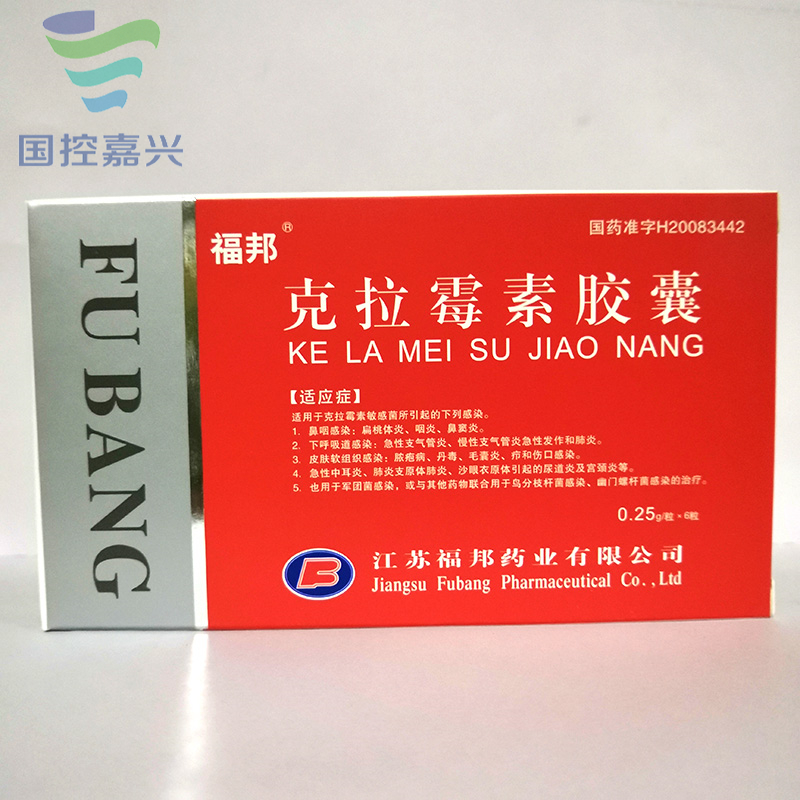 国控嘉兴
FU BANG
福邦®
国药准字H20083442
克拉霉素胶囊
KE LA MEI SU JIAO NANG
【适应症】
适用于克拉霉素敏感菌所引起的下列感染。
1. 鼻咽感染：扁桃体炎、咽炎、鼻窦炎。
2. 下呼吸道感染：急性支气管炎、慢性支气管炎急性发作和肺炎。
3. 皮肤软组织感染：脓疱病、丹毒、毛囊炎、疖和伤口感染。
4. 急性中耳炎、肺炎支原体肺炎、沙眼衣原体引起的尿道炎及宫颈炎等。
5. 也用于军团菌感染，或与其他药物联合用于鸟分枝杆菌感染、幽门螺杆菌感染的治疗。
0.25g/粒×6粒
江苏福邦药业有限公司
Jiangsu Fubang Pharmaceutical Co.,Ltd